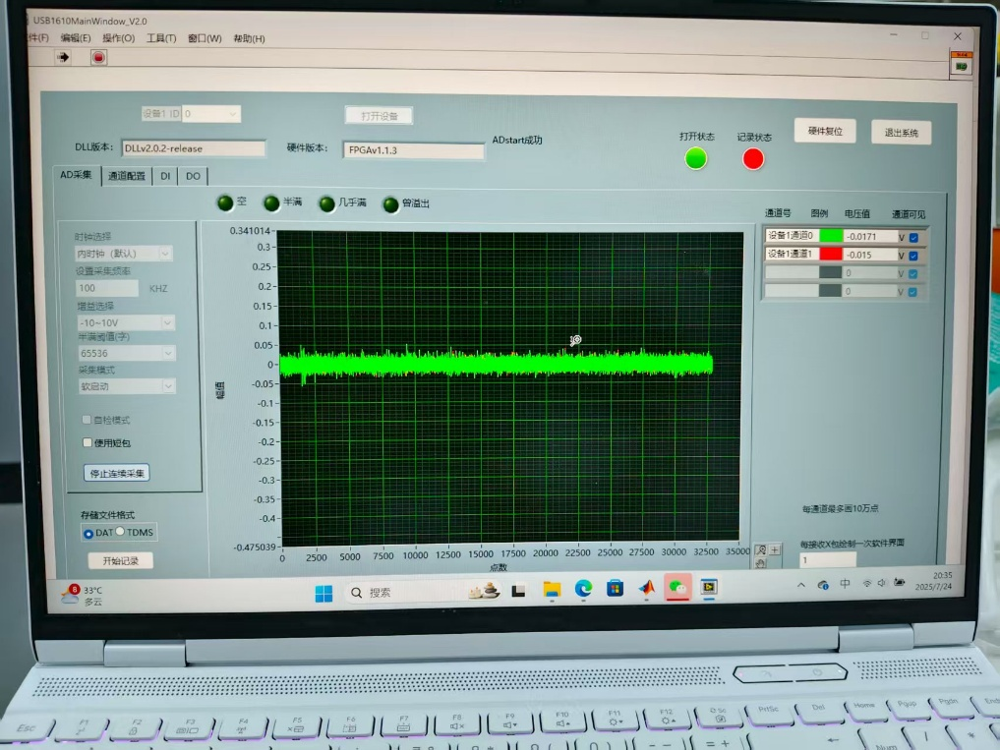 USB1610MainWindow_V2.0
件(F) 编辑(E) 操作(O) 工具(T) 窗口(W) 帮助(H)
设备1 ID 0
打开设备
DLL版本: DLLv2.0.2-release
硬件版本: FPGAv1.1.3
ADstart成功
打开状态 记录状态
硬件复位 退出系统
AD采集 通道配置 DI DO
空 半满 几乎满 曾溢出
时钟选择
内时钟 (默认)
设置采集频率
100 KHZ
增益选择
-10~10V
半满阈值(字)
65536
采集模式
软启动
自检模式
使用短包
停止连续采集
存储文件格式
DAT TDMS
开始记录
0.341014
0.3
0.25
0.2
0.15
0.1
0.05
0
-0.05
-0.1
-0.15
-0.2
-0.25
-0.3
-0.35
-0.4
-0.475039
幅值
0 2500 5000 7500 10000 12500 15000 17500 20000 22500 25000 27500 30000 32500 35000
点数
通道号 图例 电压值 通道可见
设备1通道0 -0.0171 V
设备1通道1 -0.015 V
0 V
0 V
每通道最多画10万点
每接收X包绘制一次软件界面
1
8
33°C
多云
搜索
中
20:35
2025/7/24
Esc F1 F2 F3 F4 F5 F6 F7 F8 F9 F10 F11 F12 PrtSc Del Home PgUp PgDn End
Num / *